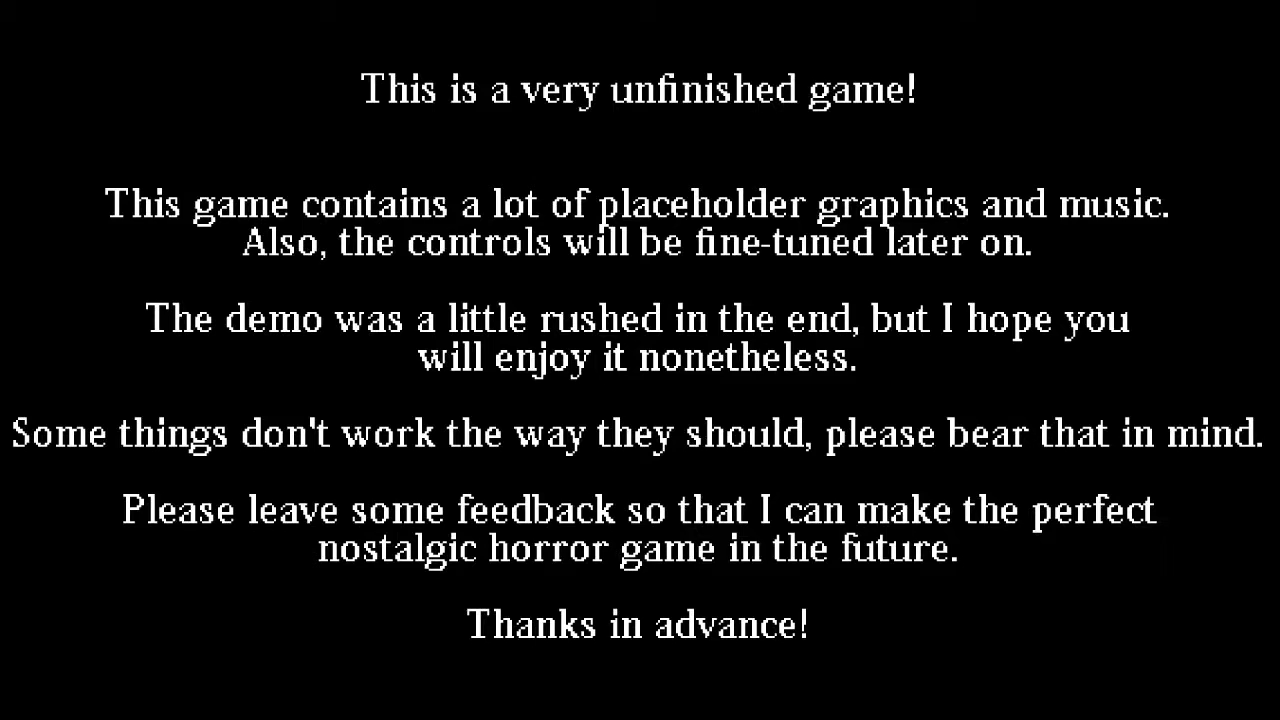 This is a very unfinished game!
This game contains a lot of placeholder graphics and music.
Also, the controls will be fine-tuned later on.
The demo was a little rushed in the end, but I hope you
will enjoy it nonetheless.
Some things don't work the way they should, please bear that in mind.
Please leave some feedback so that I can make the perfect
nostalgic horror game in the future.
Thanks in advance!